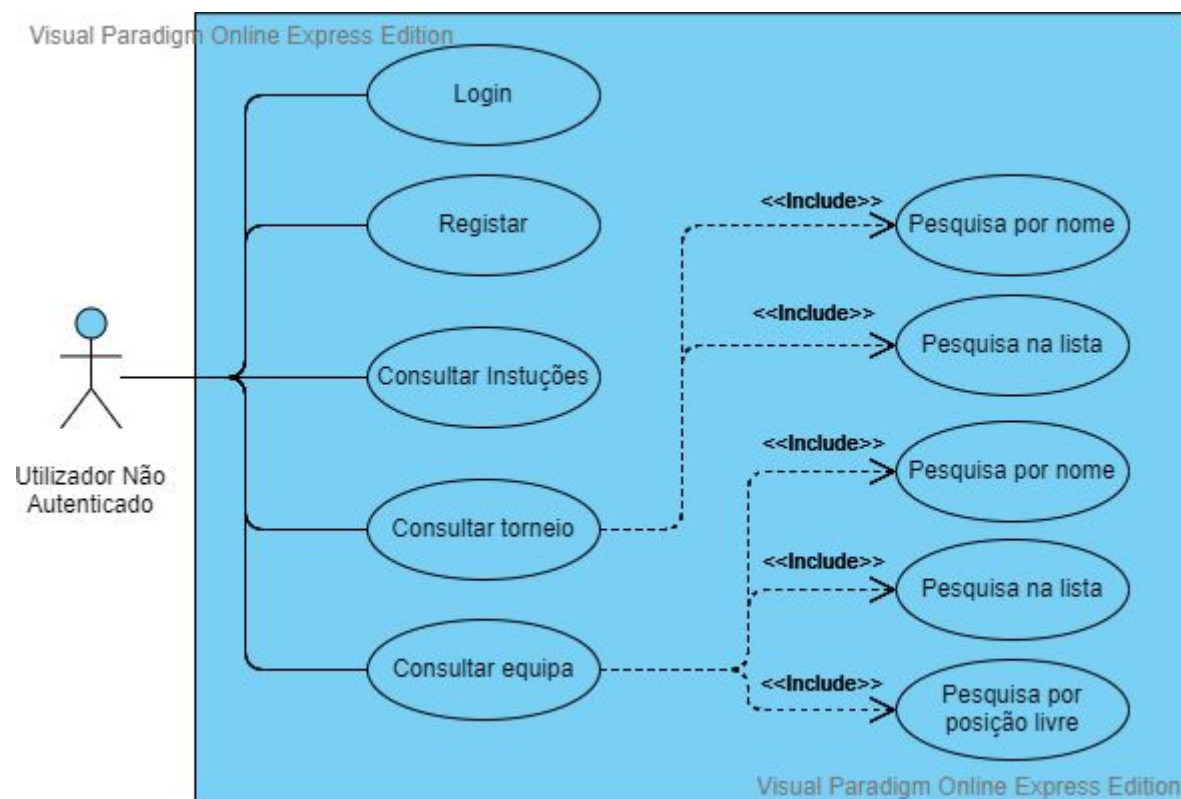 Visual Paradigm Online Express Edition
Login
Registar
<<Include>>
Pesquisa por nome
<<Include>>
Pesquisa na lista
Consultar Instuções
<<Include>>
Pesquisa por nome
Utilizador Não
Autenticado
Consultar torneio
<<Include>>
Pesquisa na lista
Consultar equipa
<<Include>>
Pesquisa por
posição livre
Visual Paradigm Online Express Edition